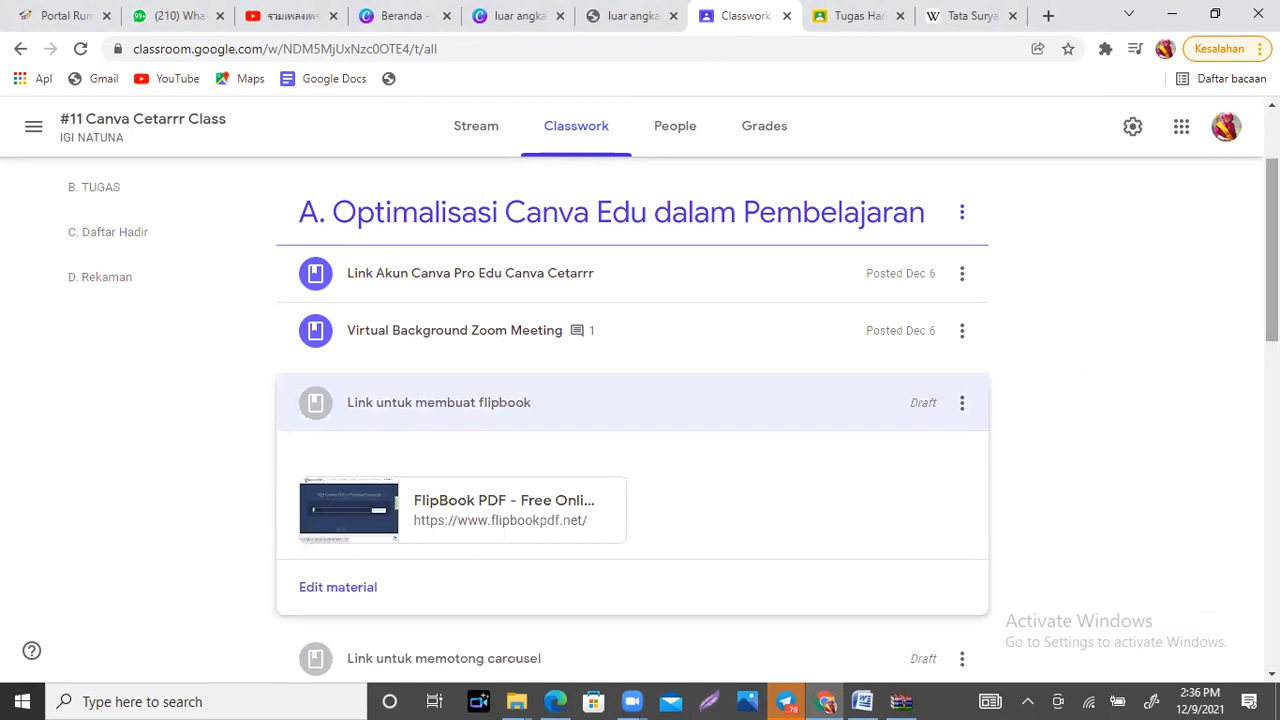 Portal Rum
(210) What
Beranda -
luar angka
luar angka
Classwork
Tugas Har
Tata Surya
classroom.google.com/w/NDM5MjUxNzc0OTE4/t/all
Kesalahan
Apl
Gmail
YouTube
Maps
Google Docs
Daftar bacaan
#11 Canva Cetarrr Class
IGI NATUNA
Stream
Classwork
People
Grades
B. TUGAS
C. Daftar Hadir
D. Rekaman
A. Optimalisasi Canva Edu dalam Pembelajaran
Link Akun Canva Pro Edu Canva Cetarrr
Posted Dec 6
Virtual Background Zoom Meeting 1
Posted Dec 6
Link untuk membuat flipbook
Draft
FlipBook PDF - Free Onli...
https://www.flipbookpdf.net/
Edit material
Link untuk memotong carousel
Draft
Activate Windows
Go to Settings to activate Windows.
Type here to search
.78
2:36 PM
12/9/2021